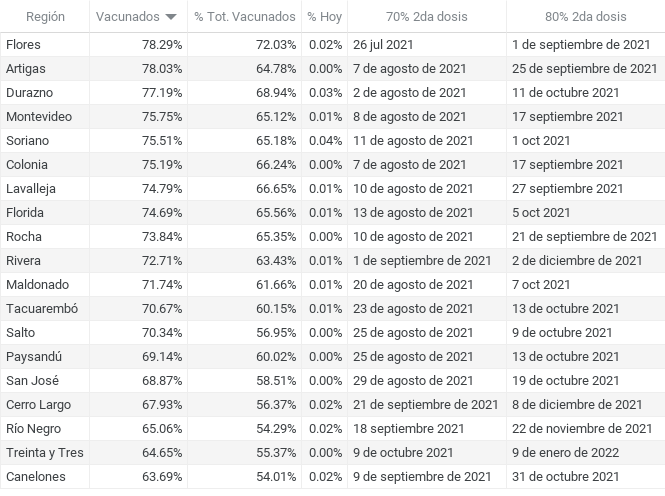 Región Vacunados % Tot. Vacunados % Hoy 70% 2da dosis 80% 2da dosis
Flores 78.29% 72.03% 0.02% 26 jul 2021 1 de septiembre de 2021
Artigas 78.03% 64.78% 0.00% 7 de agosto de 2021 25 de septiembre de 2021
Durazno 77.19% 68.94% 0.03% 2 de agosto de 2021 11 de octubre 2021
Montevideo 75.75% 65.12% 0.01% 8 de agosto de 2021 17 septiembre 2021
Soriano 75.51% 65.18% 0.04% 11 de agosto de 2021 1 oct 2021
Colonia 75.19% 66.24% 0.00% 7 de agosto de 2021 17 septiembre 2021
Lavalleja 74.79% 66.65% 0.01% 10 de agosto de 2021 27 septiembre 2021
Florida 74.69% 65.56% 0.01% 13 de agosto de 2021 5 oct 2021
Rocha 73.84% 65.35% 0.00% 10 de agosto de 2021 21 de septiembre de 2021
Rivera 72.71% 63.43% 0.01% 1 de septiembre de 2021 2 de diciembre de 2021
Maldonado 71.74% 61.66% 0.01% 20 de agosto de 2021 7 oct 2021
Tacuarembó 70.67% 60.15% 0.01% 23 de agosto de 2021 13 de octubre 2021
Salto 70.34% 56.95% 0.00% 25 de agosto de 2021 9 de octubre 2021
Paysandú 69.14% 60.02% 0.00% 25 de agosto de 2021 13 de octubre 2021
San José 68.87% 58.51% 0.00% 29 de agosto de 2021 19 de octubre 2021
Cerro Largo 67.93% 56.37% 0.02% 21 de septiembre de 2021 8 de diciembre de 2021
Río Negro 65.06% 54.29% 0.02% 18 septiembre 2021 22 de noviembre de 2021
Treinta y Tres 64.65% 55.37% 0.00% 9 de octubre de 2021 9 de enero de 2022
Canelones 63.69% 54.01% 0.02% 9 de septiembre de 2021 31 de octubre 2021